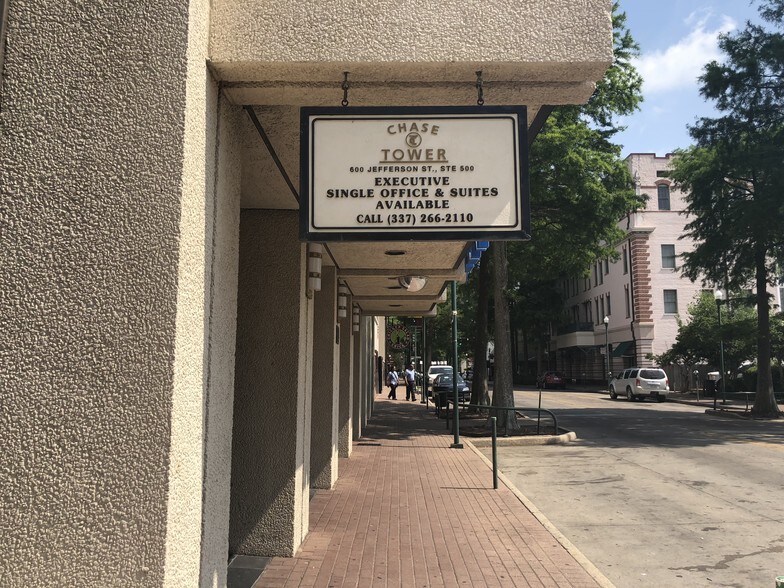 CHASE
TOWER
600 JEFFERSON ST., STE 500
EXECUTIVE
SINGLE OFFICE & SUITES
AVAILABLE
CALL (337) 266-2110